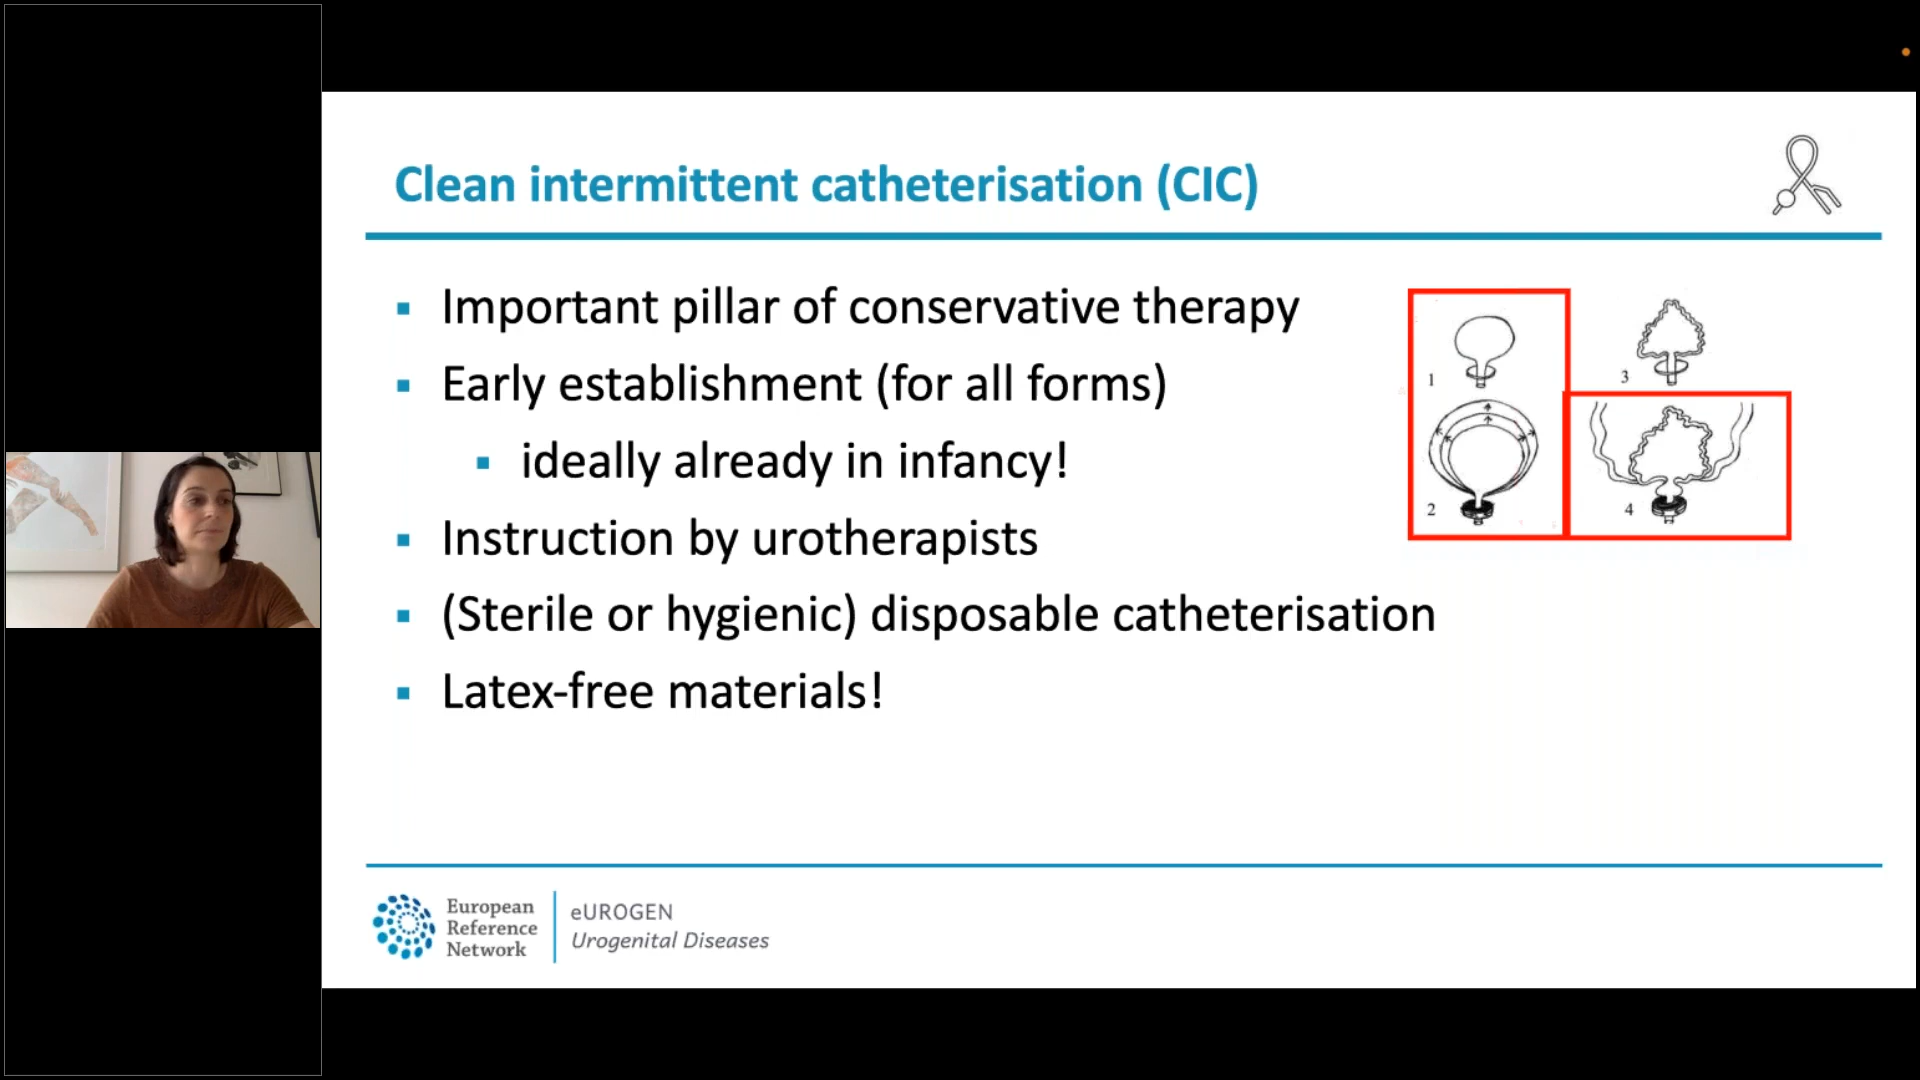 Clean intermittent catheterisation (CIC)
Important pillar of conservative therapy
Early establishment (for all forms)
ideally already in infancy!
Instruction by urotherapists
(Sterile or hygienic) disposable catheterisation
Latex-free materials!
1
3
2
4
European
Reference
Network
eUROGEN
Urogenital Diseases